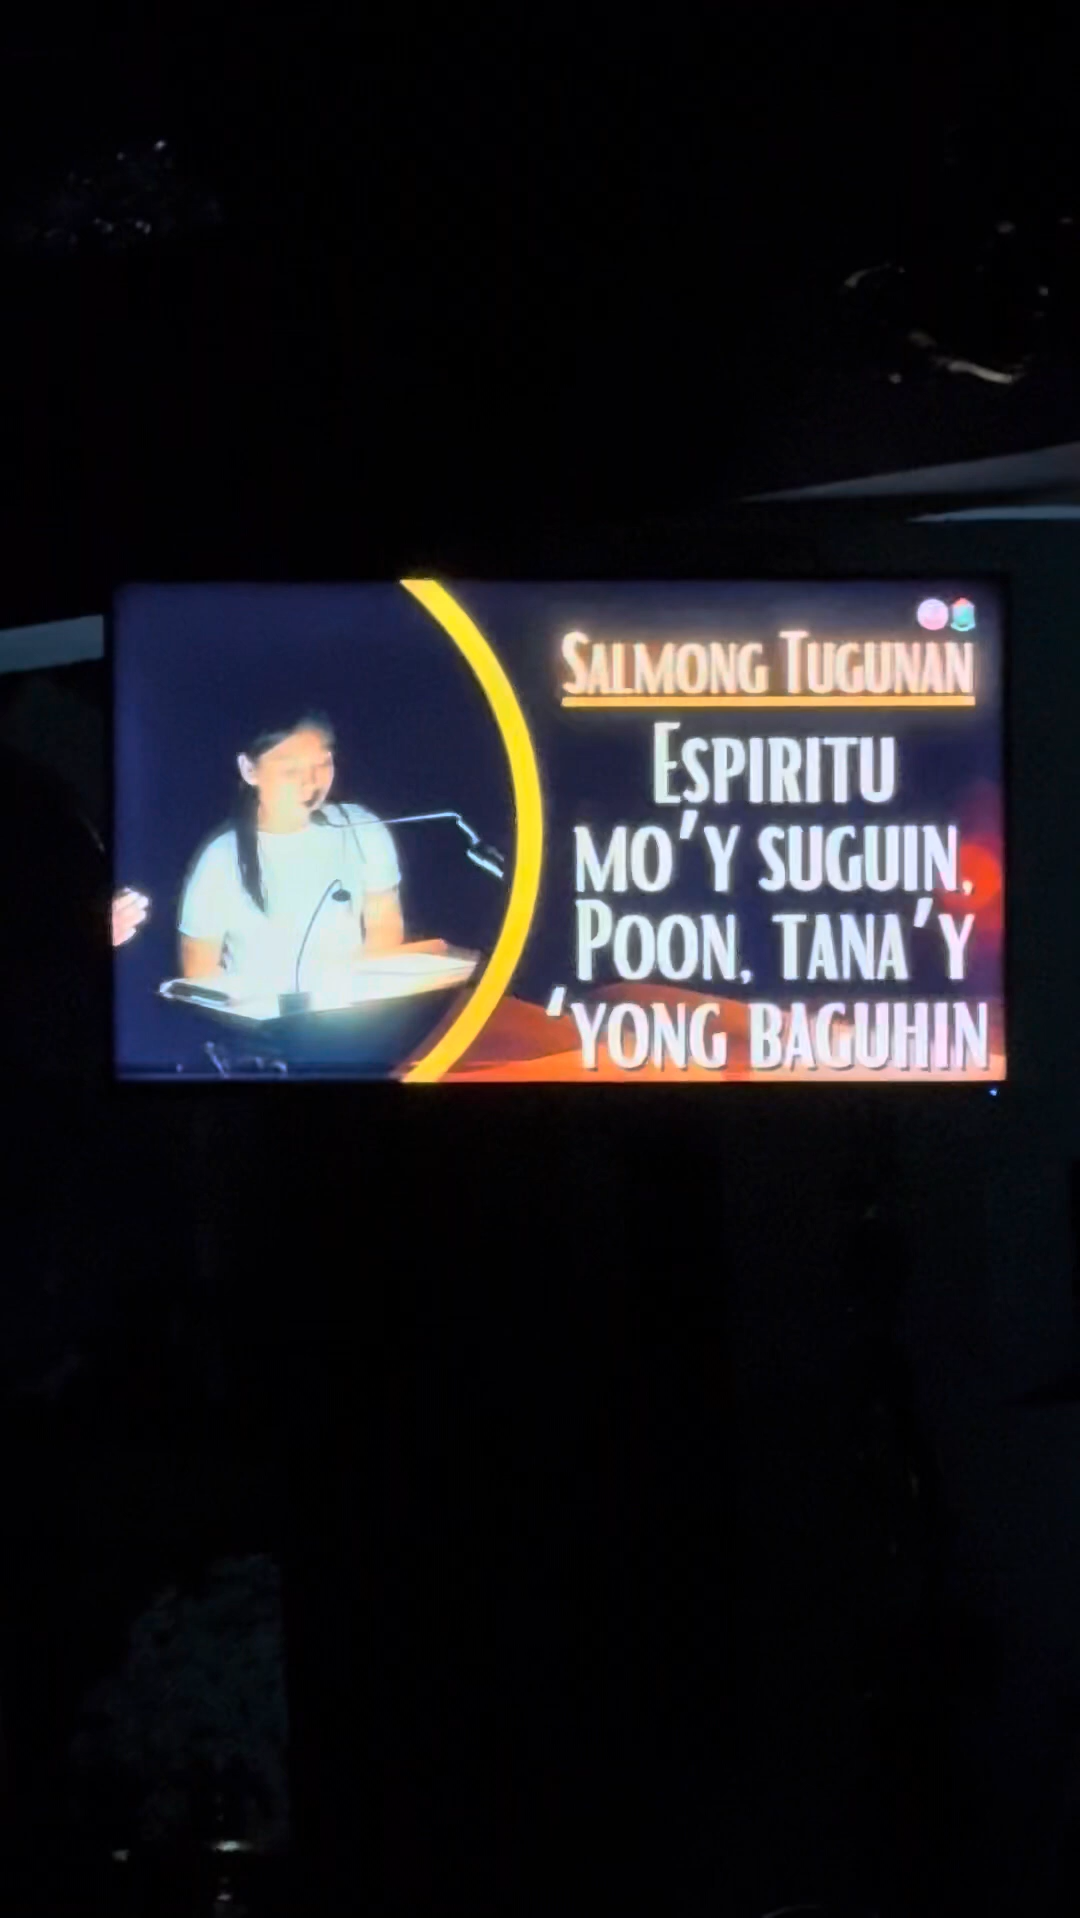 SALMONG TUGUNAN
ESPIRITU
MO'Y SUGUIN,
POON, TANA'Y
'YONG BAGUHIN